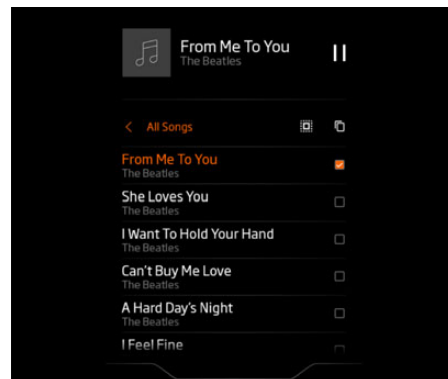 From Me To You
The Beatles
All Songs
From Me To You
The Beatles
She Loves You
The Beatles
I Want To Hold Your Hand
The Beatles
Can't Buy Me Love
The Beatles
A Hard Day's Night
The Beatles
I Feel Fine